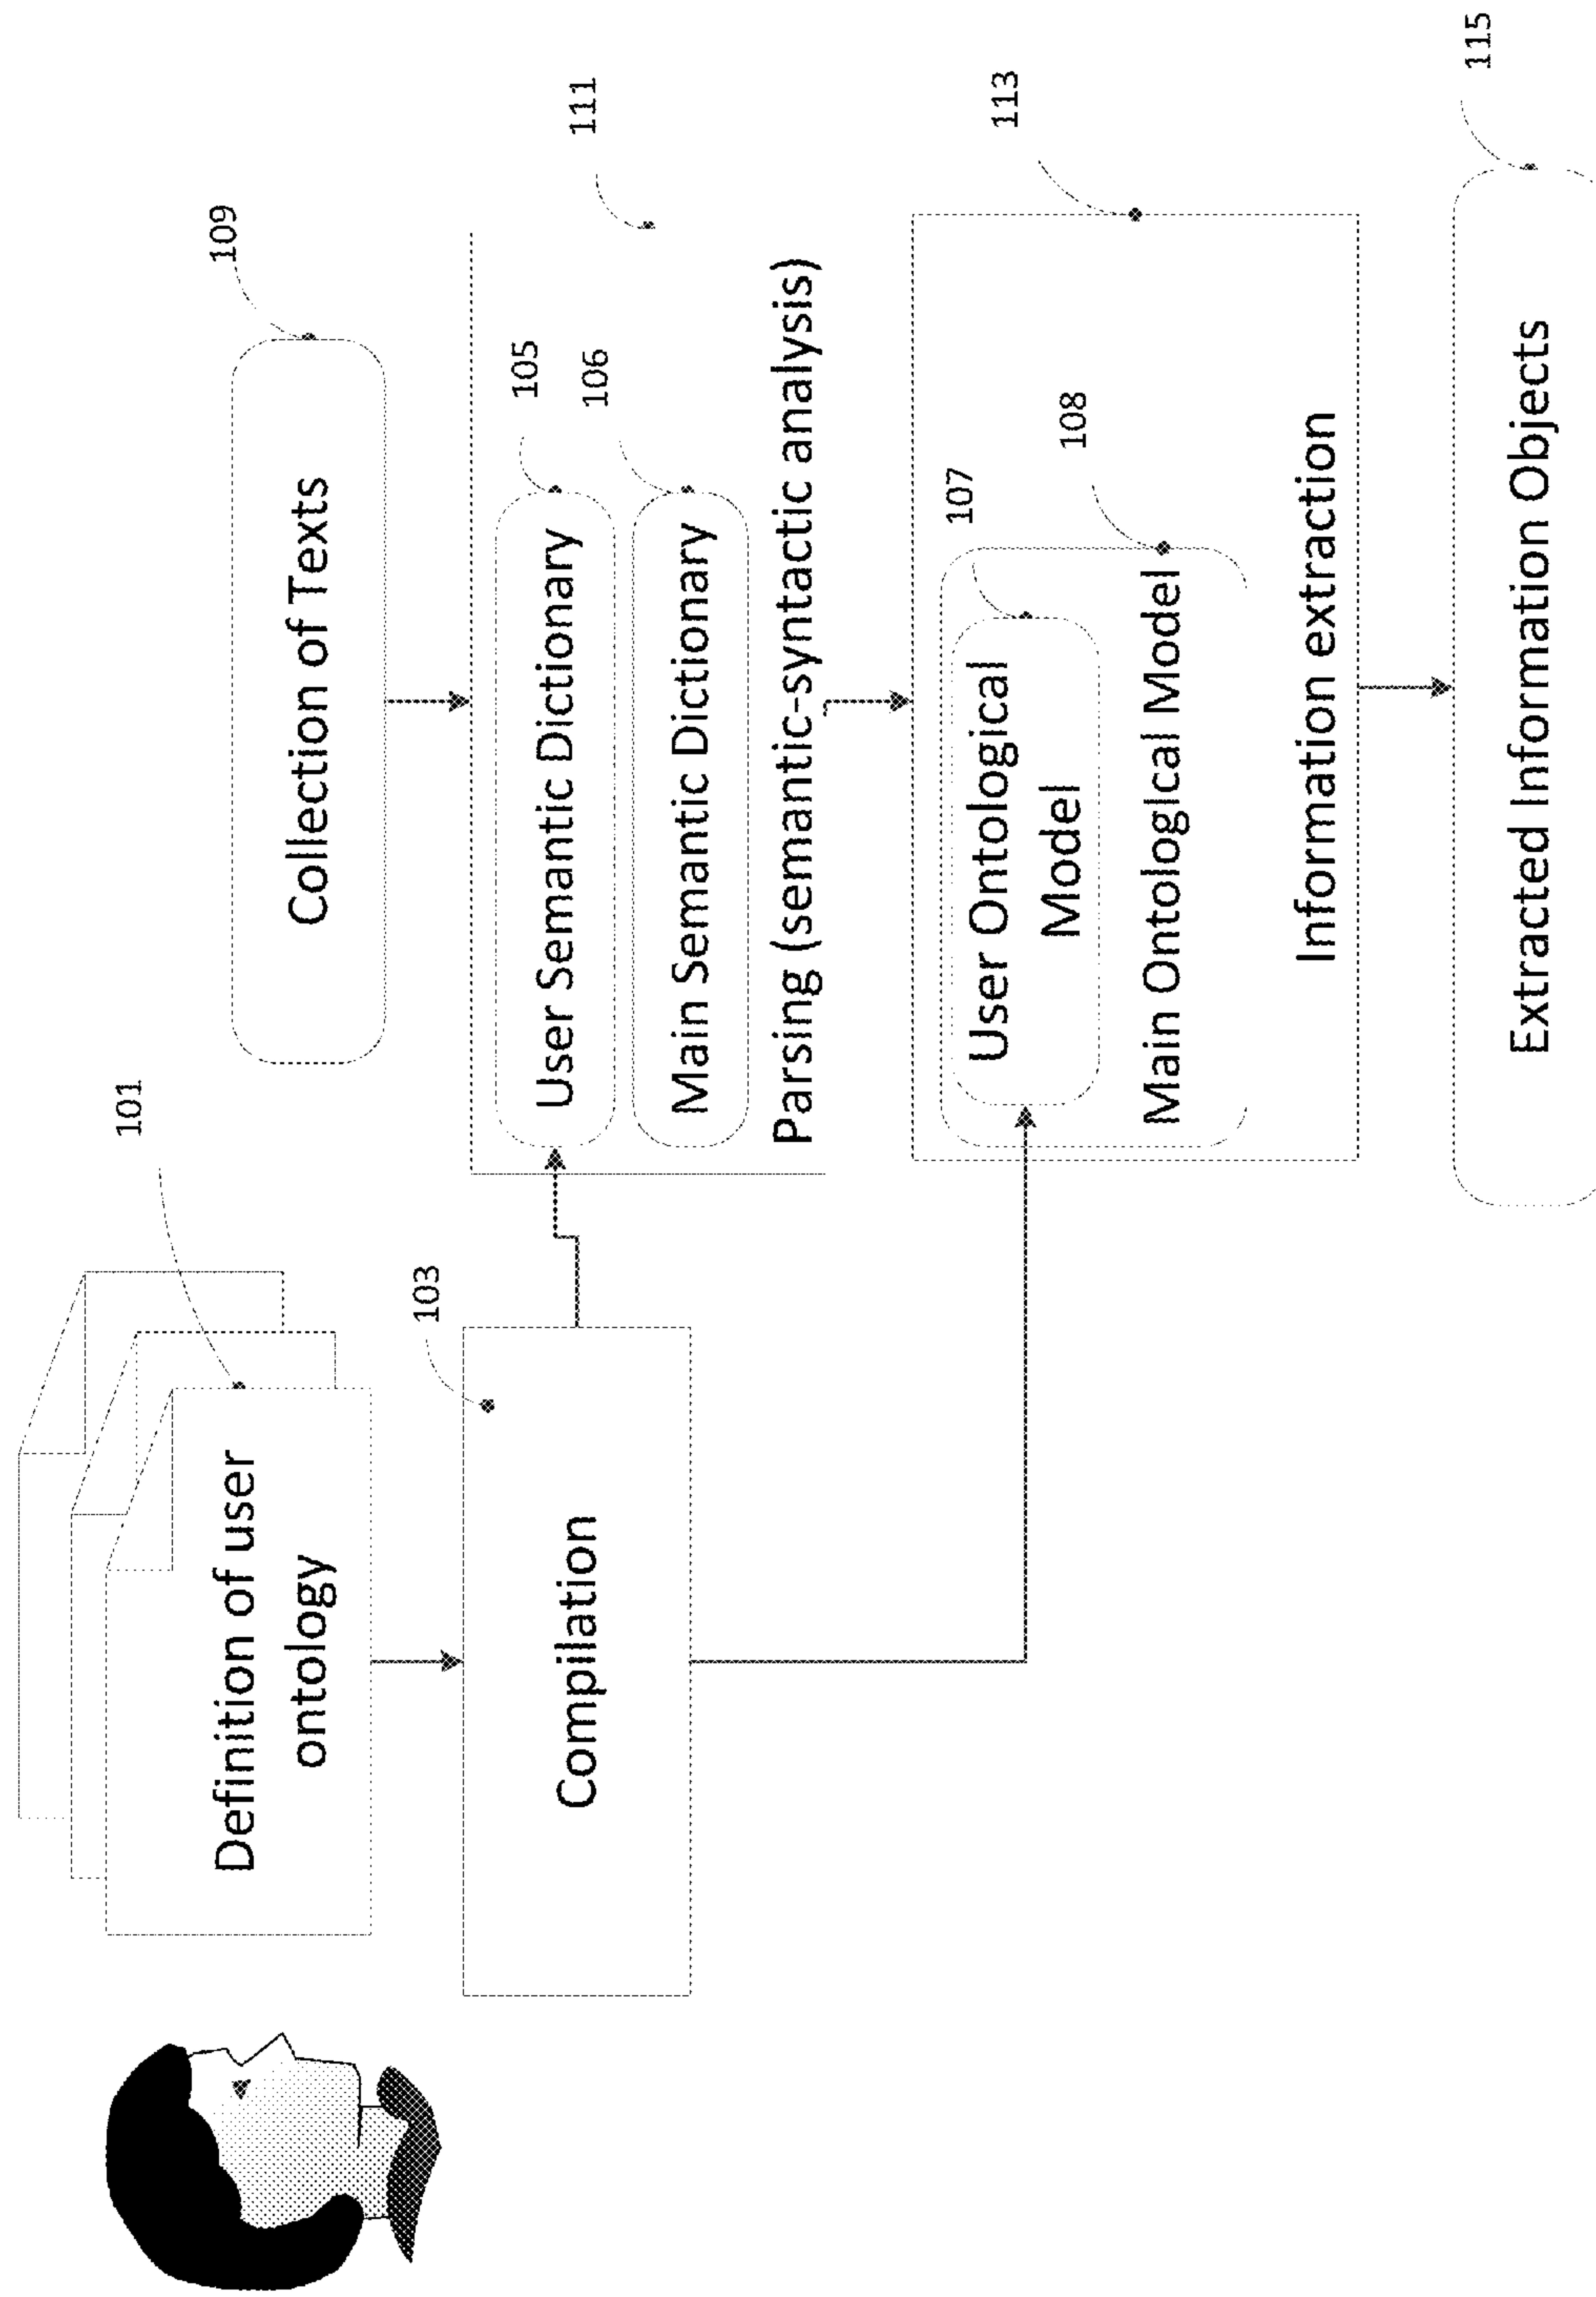 101
Definition of user
ontology
103
Compilation
109
Collection of Texts
111
105
User Semantic Dictionary
106
Main Semantic Dictionary
Parsing (semantic-syntactic analysis)
113
107
User Ontological
Model
108
Main Ontological Model
Information extraction
115
Extracted Information Objects